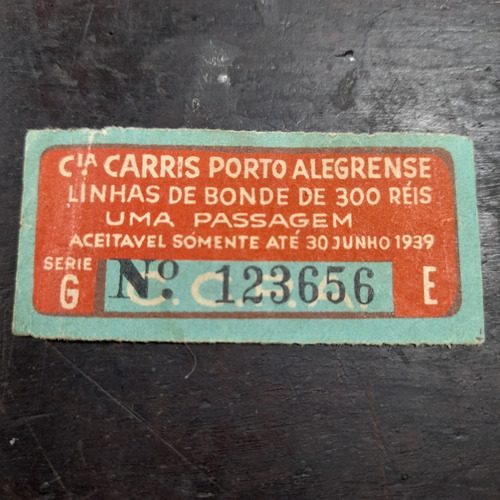 CIA. CARRIS PORTO ALEGRENSE
LINHAS DE BONDE DE 300 RÉIS
UMA PASSAGEM
ACEITAVEL SÓMENTE ATÉ 30 JUNHO 1939
SERIE
G Nº 123656 E
C.C.P.A.